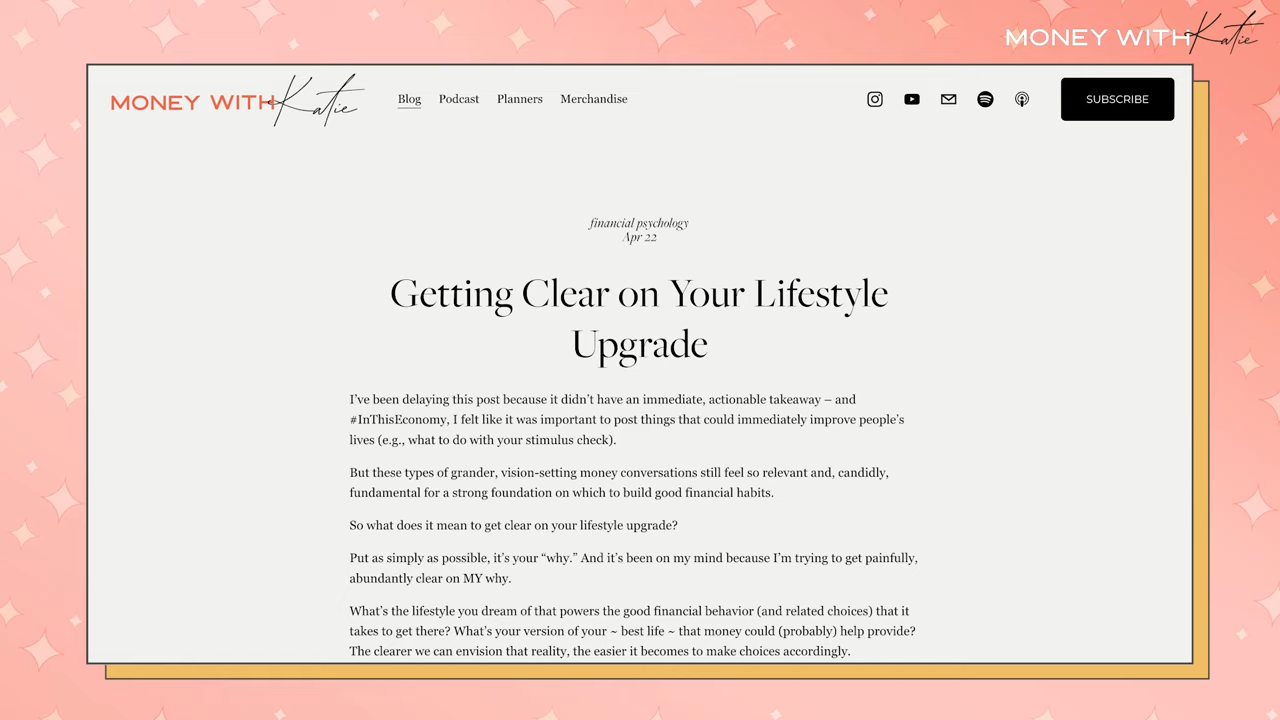 MONEY WITH Katie
MONEY WITH Katie
Blog Podcast Planners Merchandise
SUBSCRIBE
financial psychology
Apr 22
Getting Clear on Your Lifestyle
Upgrade
I’ve been delaying this post because it didn’t have an immediate, actionable takeaway – and
#InThisEconomy, I felt like it was important to post things that could immediately improve people’s
lives (e.g., what to do with your stimulus check).
But these types of grander, vision-setting money conversations still feel so relevant and, candidly,
fundamental for a strong foundation on which to build good financial habits.
So what does it mean to get clear on your lifestyle upgrade?
Put as simply as possible, it’s your “why.” And it’s been on my mind because I’m trying to get painfully,
abundantly clear on MY why.
What’s the lifestyle you dream of that powers the good financial behavior (and related choices) that it
takes to get there? What’s your version of your ~ best life ~ that money could (probably) help provide?
The clearer we can envision that reality, the easier it becomes to make choices accordingly.